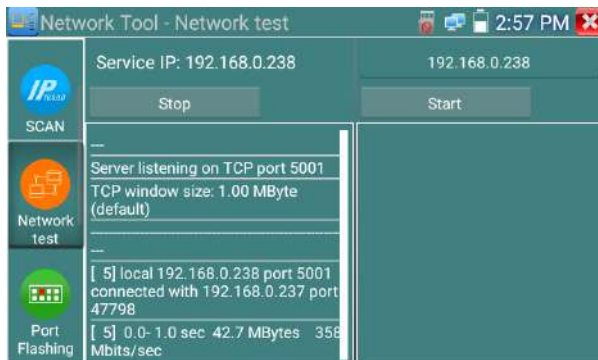 Network Tool - Network test
2:57 PM
IP
SCAN
Network
test
Port
Flashing
Service IP: 192.168.0.238
Stop
---
Server listening on TCP port 5001
TCP window size: 1.00 MByte
(default)
------------------------------------------------------------
---
[ 5] local 192.168.0.238 port 5001
connected with 192.168.0.237 port
47798
[ 5] 0.0- 1.0 sec 42.7 MBytes 358
Mbits/sec
192.168.0.238
Start